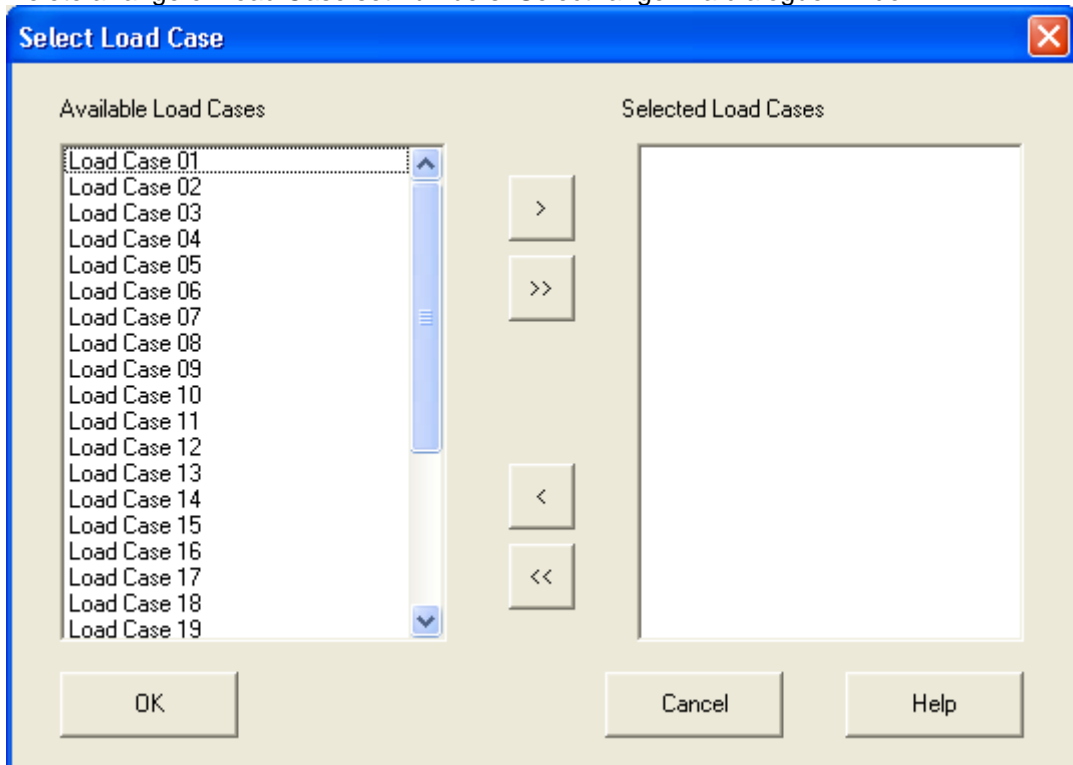 Select Load Case
Available Load Cases
Selected Load Cases
Load Case 01
Load Case 02
Load Case 03
Load Case 04
Load Case 05
Load Case 06
Load Case 07
Load Case 08
Load Case 09
Load Case 10
Load Case 11
Load Case 12
Load Case 13
Load Case 14
Load Case 15
Load Case 16
Load Case 17
Load Case 18
Load Case 19
>
>>
<
<<
OK
Cancel
Help